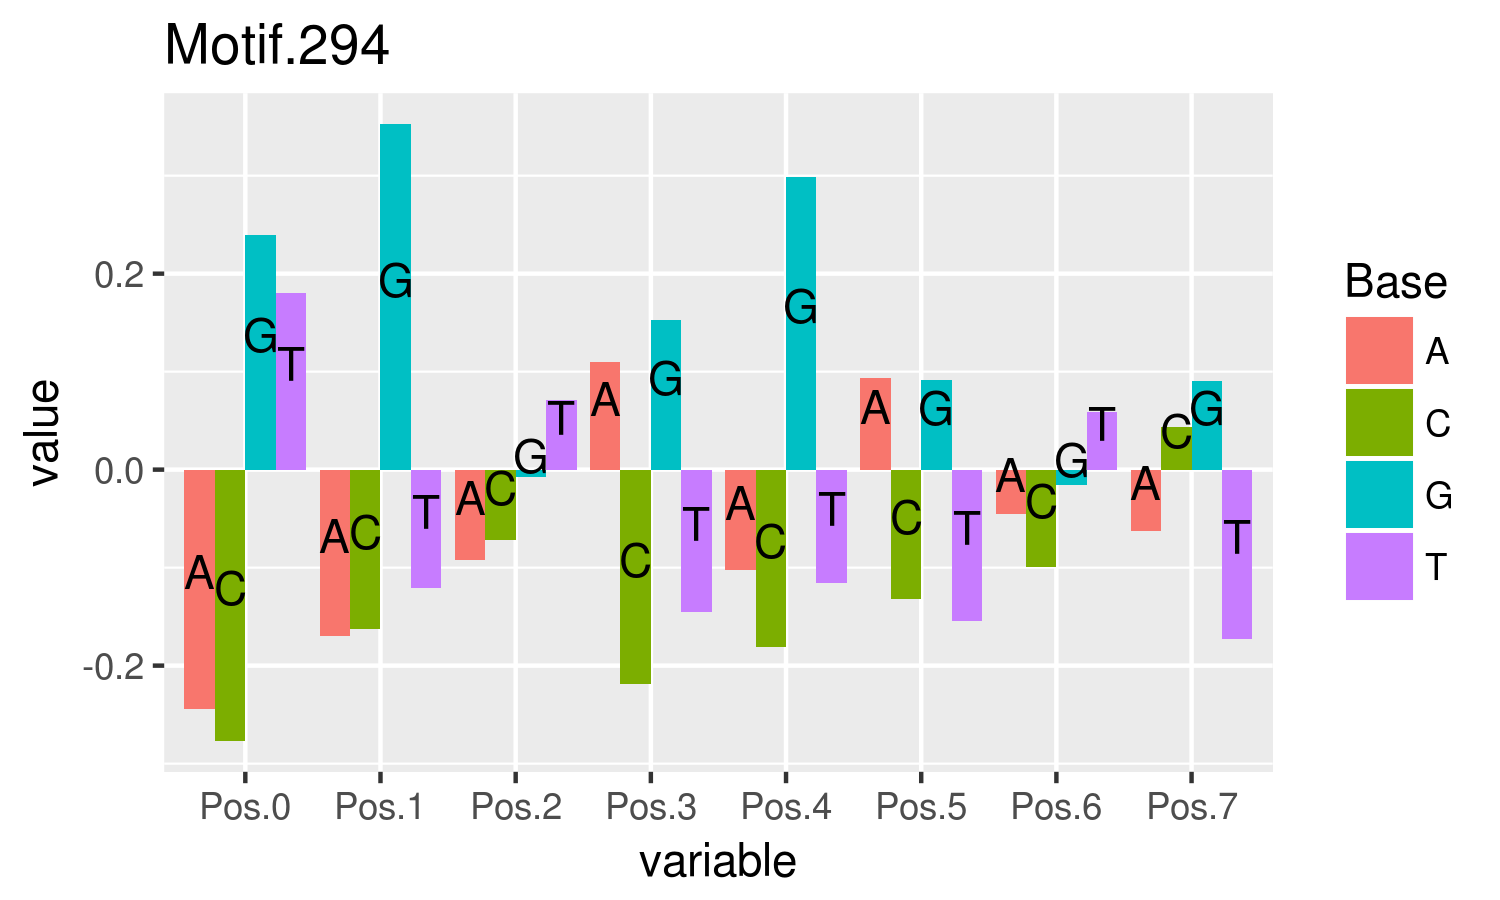 Motif.294
value
0.2
0.0
-0.2
A C G T A C G T A C G T A C G T A C G T A C G T A C G T A C G T
Pos.0 Pos.1 Pos.2 Pos.3 Pos.4 Pos.5 Pos.6 Pos.7
variable
Base
A
C
G
T